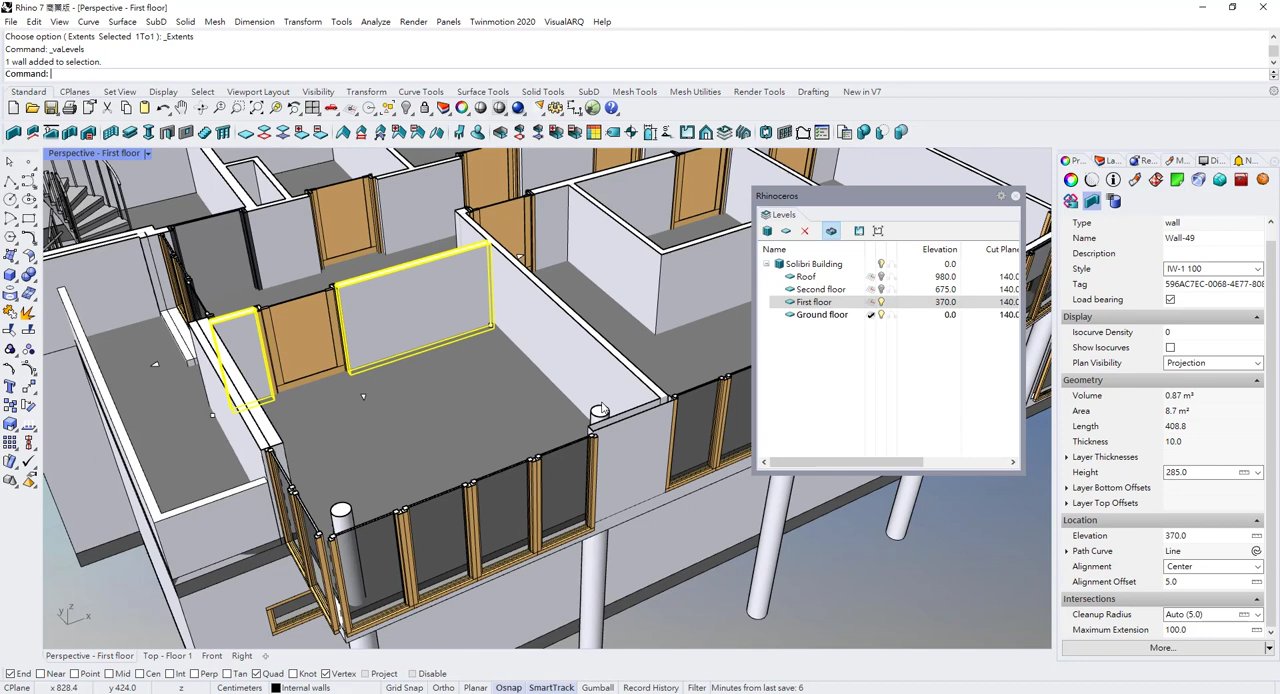 Rhino 7 商業版 - [Perspective - First floor]
File Edit View Curve Surface SubD Solid Mesh Dimension Transform Tools Analyze Render Panels Twinmotion 2020 VisualARQ Help
Choose option ( Extents Selected 1To1 ): _Extents
Command: _vaLevels
1 wall added to selection.
Command:
Standard CPlanes Set View Display Select Viewport Layout Visibility Transform Curve Tools Surface Tools Solid Tools SubD Mesh Tools Mesh Utilities Render Tools Drafting New in V7
Perspective - First floor
Pr... La... Re... M... Di... N...
Rhinoceros
Levels
Name Elevation Cut Plane
Solibri Building 0.0
Roof 980.0 140.0
Second floor 675.0 140.0
First floor 370.0 140.0
Ground floor 0.0 140.0
Type wall
Name Wall-49
Description
Style IW-1 100
Tag 596AC7EC-0068-4E77-80E
Load bearing
Display
Isocurve Density 0
Show Isocurves
Plan Visibility Projection
Geometry
Volume 0.87 m³
Area 8.7 m²
Length 408.8
Thickness 10.0
Layer Thicknesses
Height 285.0
Layer Bottom Offsets
Layer Top Offsets
Location
Elevation 370.0
Path Curve Line
Alignment Center
Alignment Offset 5.0
Intersections
Cleanup Radius Auto (5.0)
Maximum Extension 100.0
More...
z
y
x
Perspective - First floor Top - Floor 1 Front Right
End Near Point Mid Cen Int Perp Tan Quad Knot Vertex Project Disable
CPlane x 828.4 y 424.0 z Centimeters Internal walls Grid Snap Ortho Planar Osnap SmartTrack Gumball Record History Filter Minutes from last save: 6